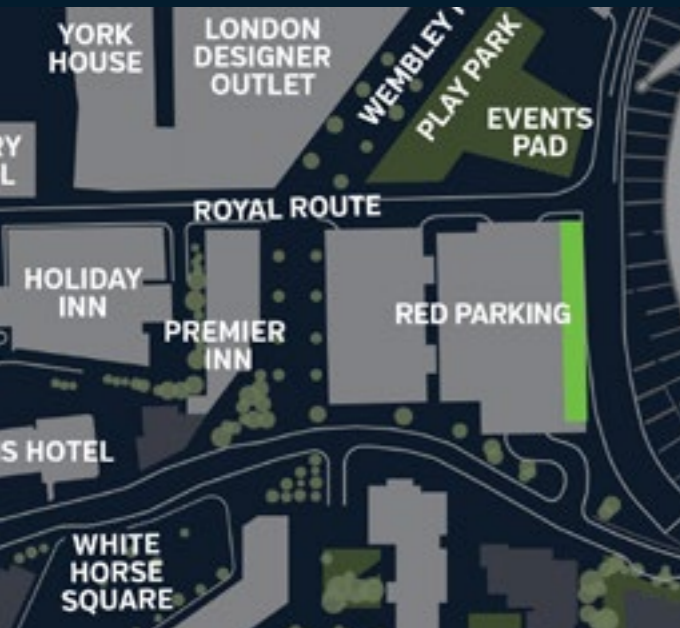 YORK
HOUSE
LONDON
DESIGNER
OUTLET
WEMBLEY
PLAY PARK
EVENTS
PAD
RY
L
ROYAL ROUTE
HOLIDAY
INN
PREMIER
INN
RED PARKING
S HOTEL
WHITE
HORSE
SQUARE